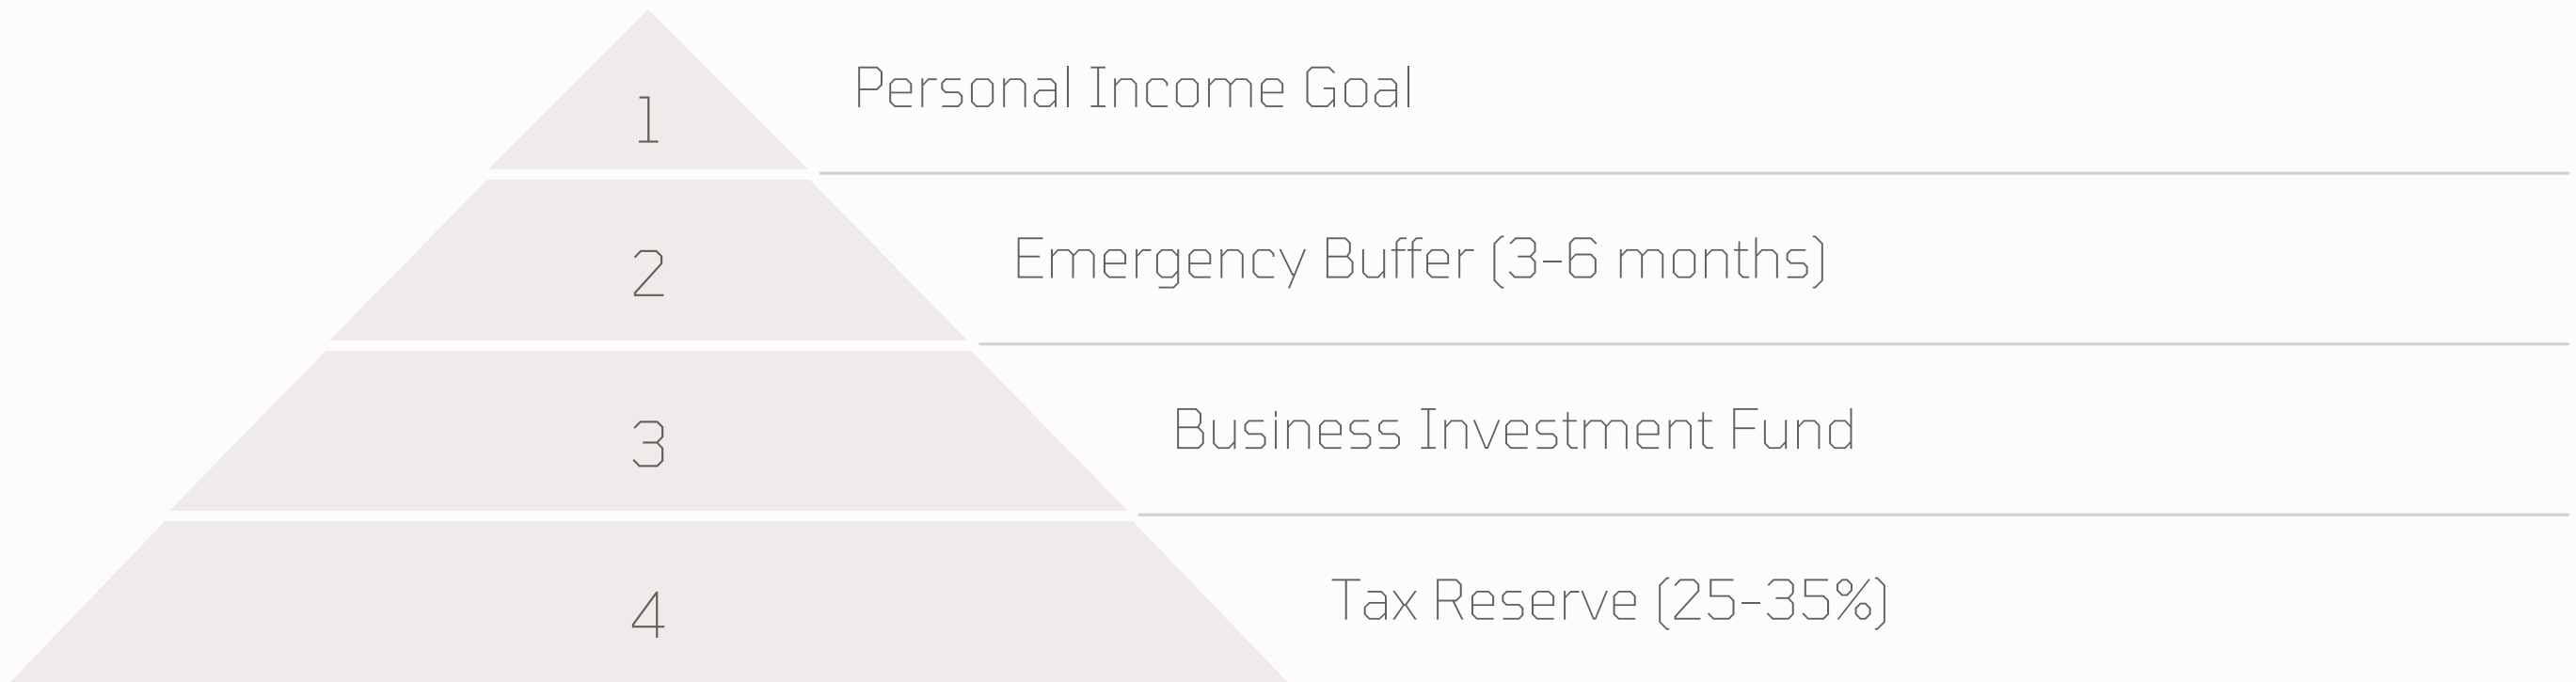 1
Personal Income Goal
2
Emergency Buffer (3-6 months)
3
Business Investment Fund
4
Tax Reserve (25-35%)